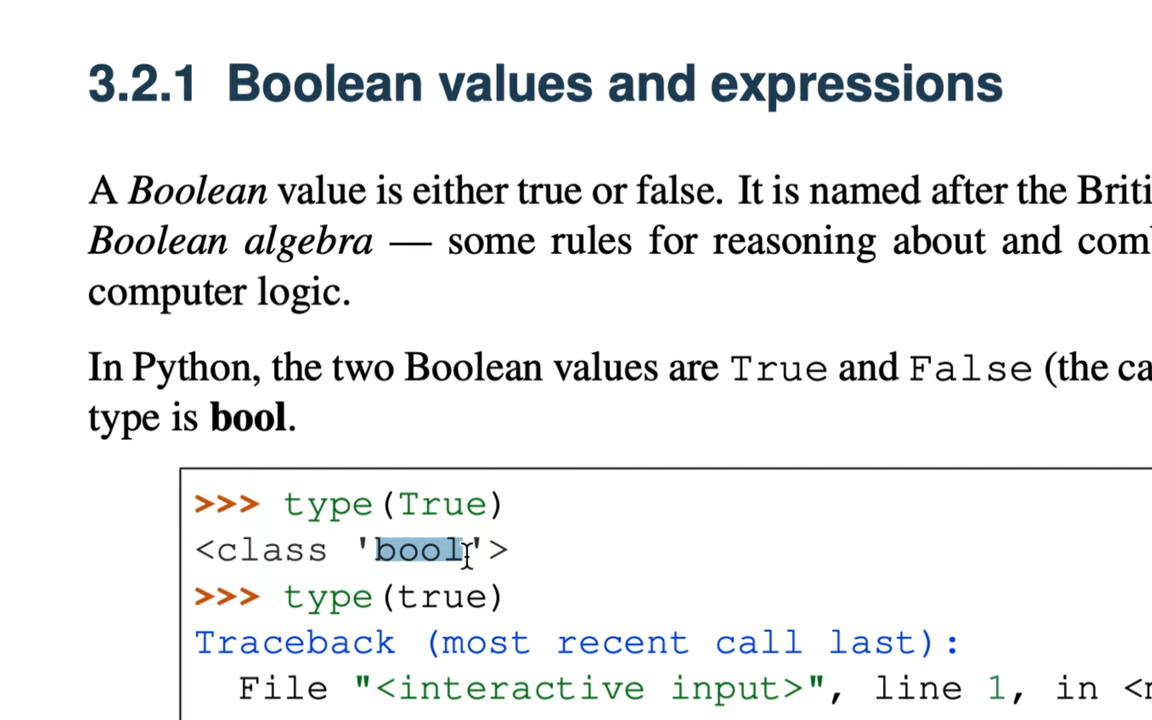 3.2.1 Boolean values and expressions
A Boolean value is either true or false. It is named after the
Boolean algebra — some rules for reasoning about and
computer logic.
In Python, the two Boolean values are True and False (the
type is bool.
>>> type(True)
<class 'bool'>
>>> type(true)
Traceback (most recent call last):
File "<interactive input>", line 1, in